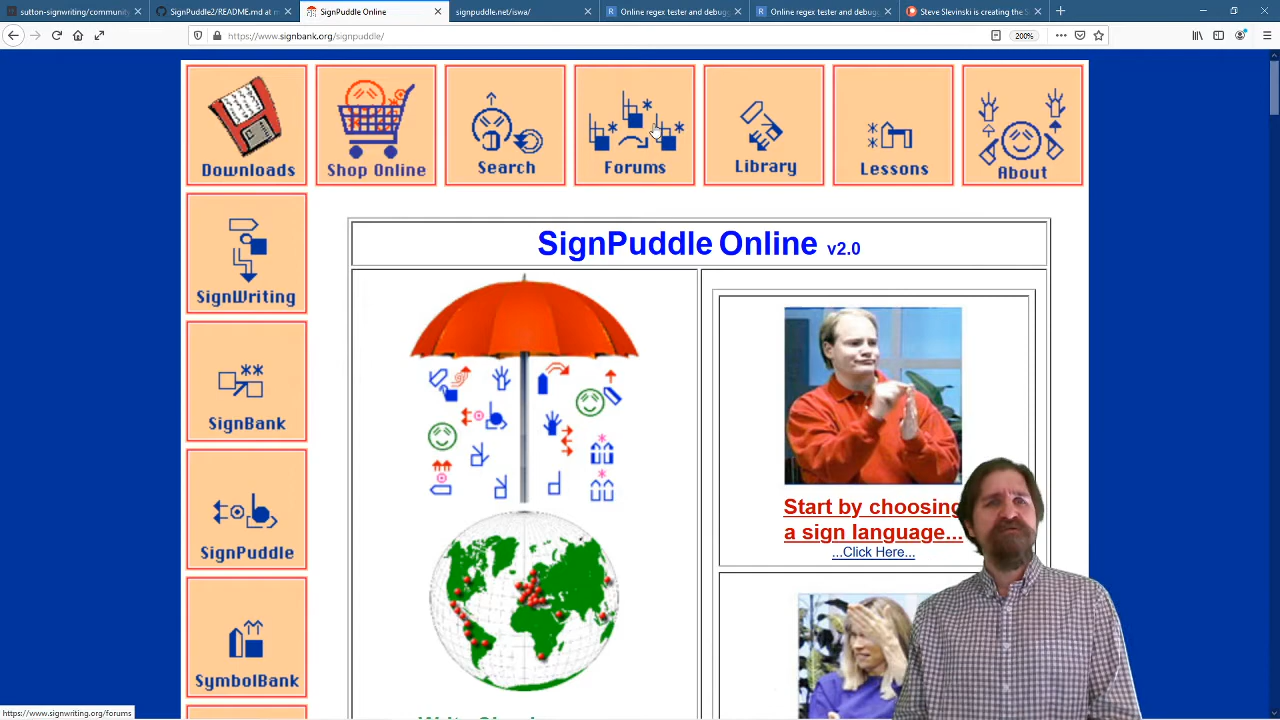 sutton-signwriting/community
SignPuddle2/README.md at m
SignPuddle Online
signpuddle.net/iswa/
Online regex tester and debugg
Online regex tester and debugg
Steve Slevinski is creating the S
https://www.signbank.org/signpuddle/
200%
Downloads
Shop Online
Search
Forums
Library
Lessons
About
SignWriting
SignBank
SignPuddle
SymbolBank
SignPuddle Online v2.0
Start by choosing
a sign language...
...Click Here...
https://www.signwriting.org/forums